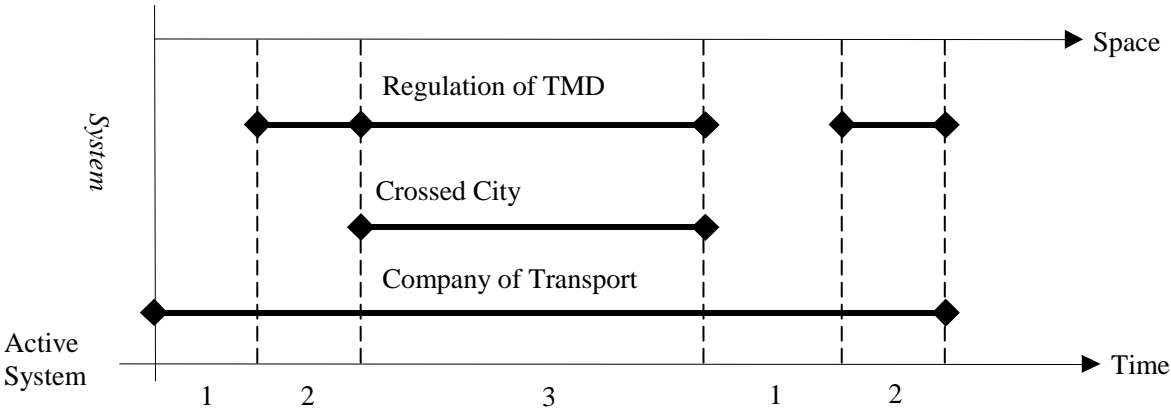 Space
Regulation of TMD
System
Crossed City
Company of Transport
Active
System
Time
1 2 3 1 2